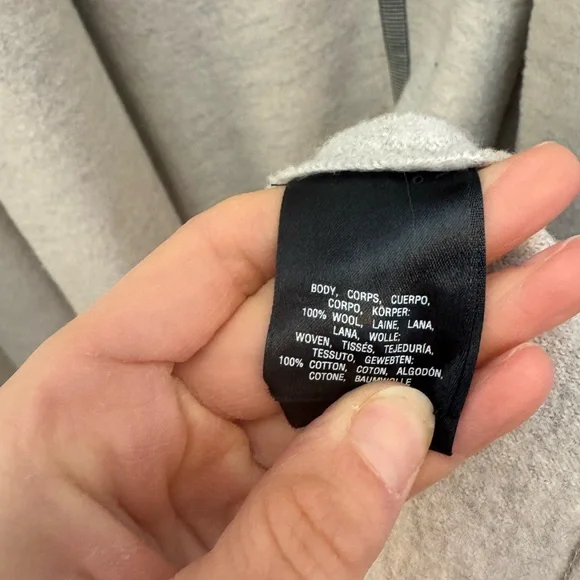 BODY, CORPS, CUERPO,
CORPO, KÖRPER:
100% WOOL, LAINE, LANA,
LANA, WOLLE:
WOVEN, TISSÉS, TEJEDURÍA,
TESSUTO, GEWEBTEN:
100% COTTON, COTON, ALGODÓN,
COTONE, BAUMWOLLE